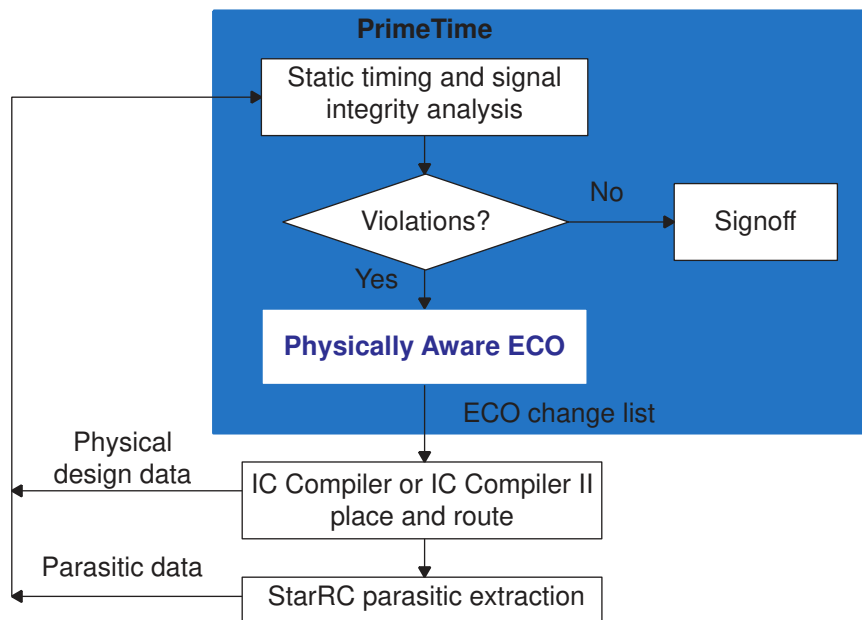 PrimeTime
Static timing and signal
integrity analysis
Violations?
No
Signoff
Yes
Physically Aware ECO
ECO change list
Physical
design data
IC Compiler or IC Compiler II
place and route
Parasitic data
StarRC parasitic extraction